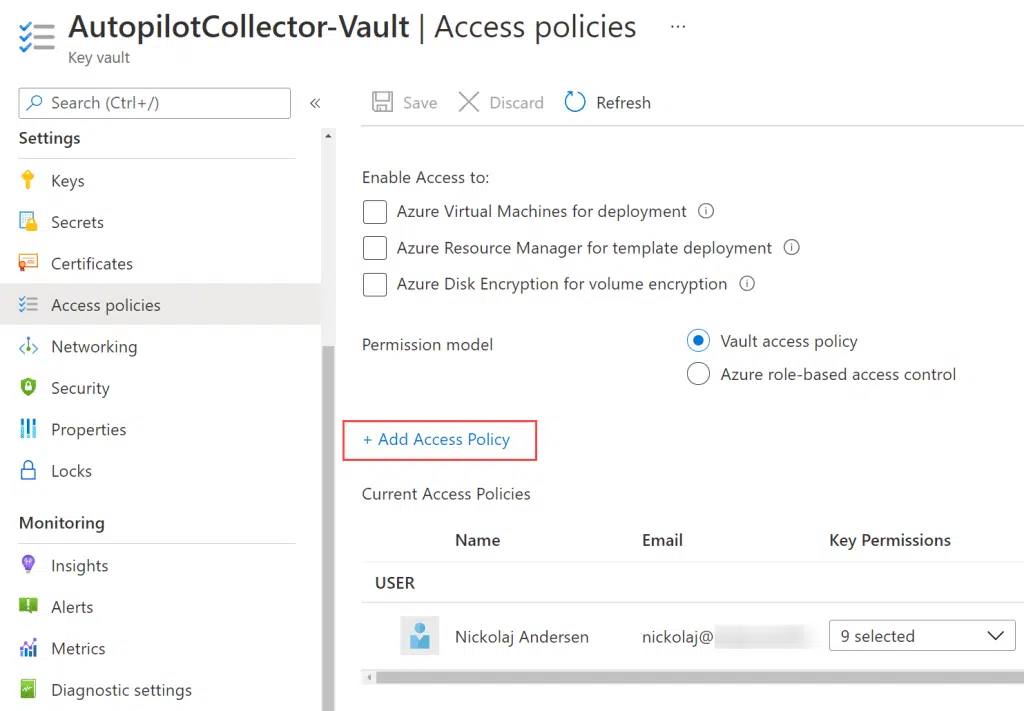 AutopilotCollector-Vault | Access policies ...
Key vault
Search (Ctrl+/) «
Save Discard Refresh
Settings
Keys
Secrets
Certificates
Access policies
Networking
Security
Properties
Locks
Monitoring
Insights
Alerts
Metrics
Diagnostic settings
Enable Access to:
Azure Virtual Machines for deployment
Azure Resource Manager for template deployment
Azure Disk Encryption for volume encryption
Permission model
Vault access policy
Azure role-based access control
+ Add Access Policy
Current Access Policies
Name Email Key Permissions
USER
Nickolaj Andersen nickolaj@ 9 selected